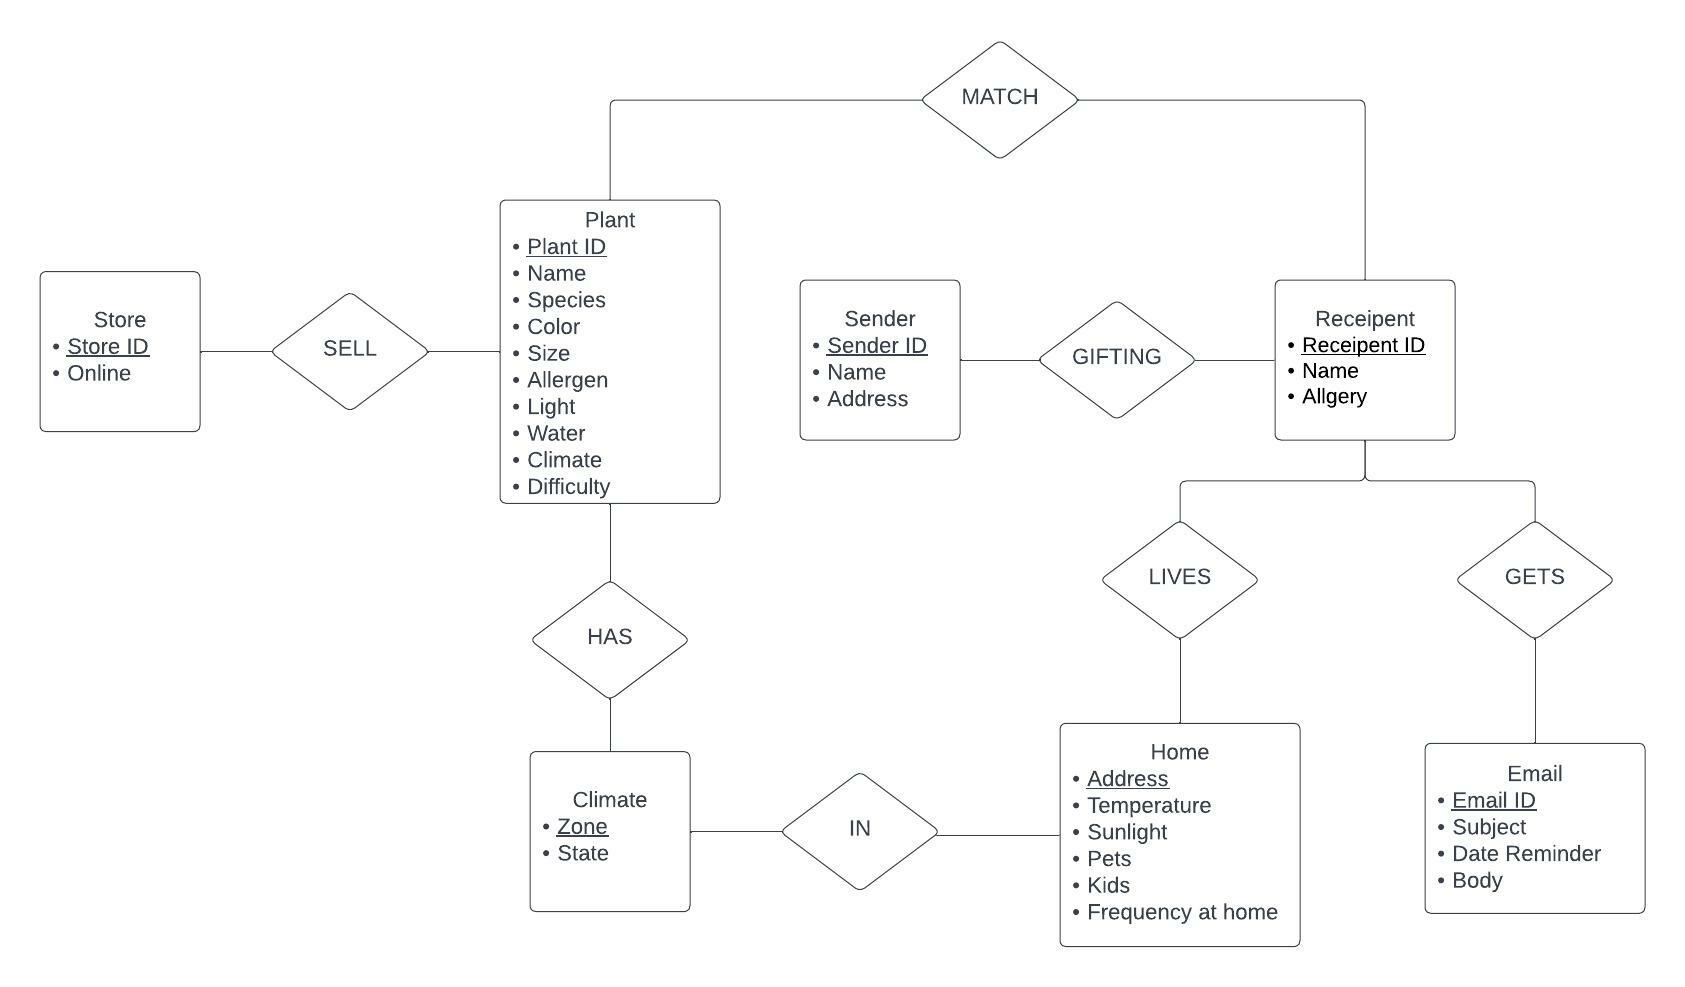 MATCH
Plant
• Plant ID
• Name
• Species
• Color
• Size
• Allergen
• Light
• Water
• Climate
• Difficulty
Store
• Store ID
• Online
SELL
Sender
• Sender ID
• Name
• Address
GIFTING
Receipent
• Receipent ID
• Name
• Allgery
LIVES
GETS
HAS
Climate
• Zone
• State
IN
Home
• Address
• Temperature
• Sunlight
• Pets
• Kids
• Frequency at home
Email
• Email ID
• Subject
• Date Reminder
• Body